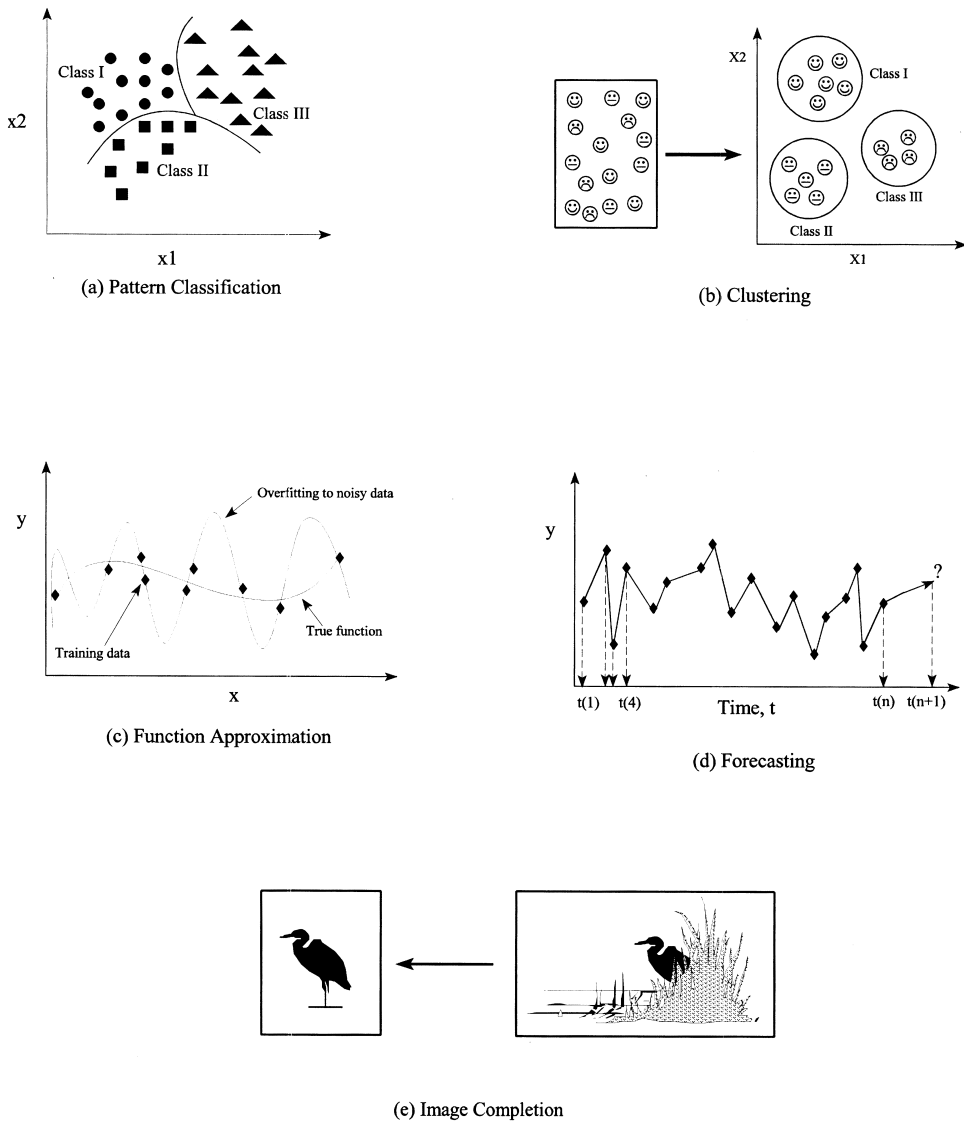 Class I
Class III
x2
Class II
x1
(a) Pattern Classification
X2
Class I
Class III
Class II
X1
(b) Clustering
y
Overfitting to noisy data
True function
Training data
x
(c) Function Approximation
y
?
t(1) t(4) Time, t t(n) t(n+1)
(d) Forecasting
(e) Image Completion